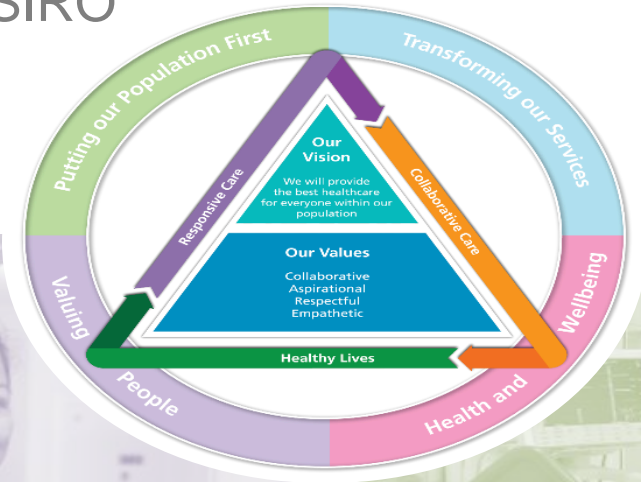 SIRO
Putting our Population First
Transforming our Services
Responsive Care
Collaborative Care
Our
Vision
We will provide
the best healthcare
for everyone within our
population
Our Values
Collaborative
Aspirational
Respectful
Empathetic
Healthy Lives
Valuing
People
Health and
Wellbeing